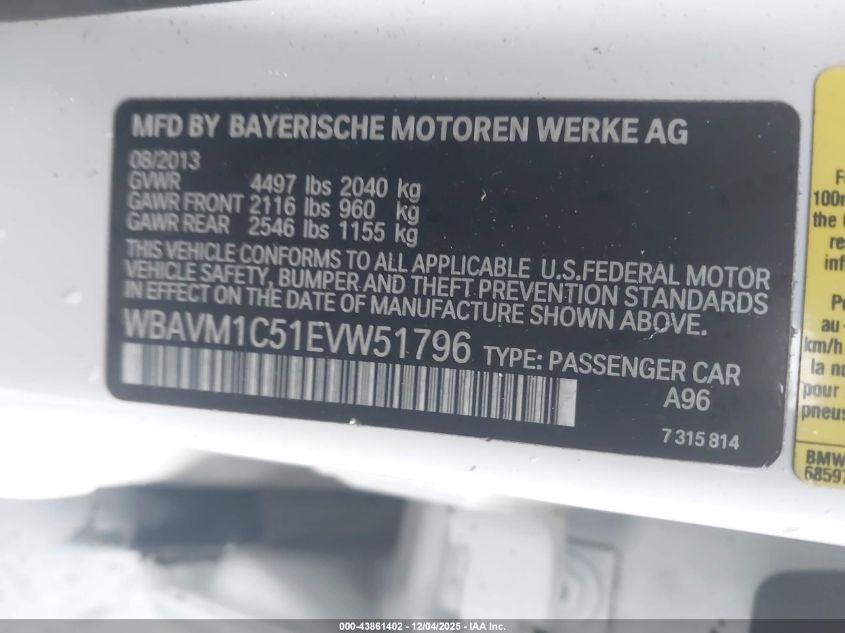 MFD BY BAYERISCHE MOTOREN WERKE AG
08/2013
GVWR 4497 lbs 2040 kg
GAWR FRONT 2116 lbs 960 kg
GAWR REAR 2546 lbs 1155 kg
THIS VEHICLE CONFORMS TO ALL APPLICABLE U.S.FEDERAL MOTOR
VEHICLE SAFETY, BUMPER AND THEFT PREVENTION STANDARDS
IN EFFECT ON THE DATE OF MANUFACTURE SHOWN ABOVE.
WBAVM1C51EVW51796 TYPE: PASSENGER CAR
A96
7 315 814
100
the
au
km/h
la
pour
pneus
BMW
6859
000-43861402 - 12/04/2025 - IAA Inc.